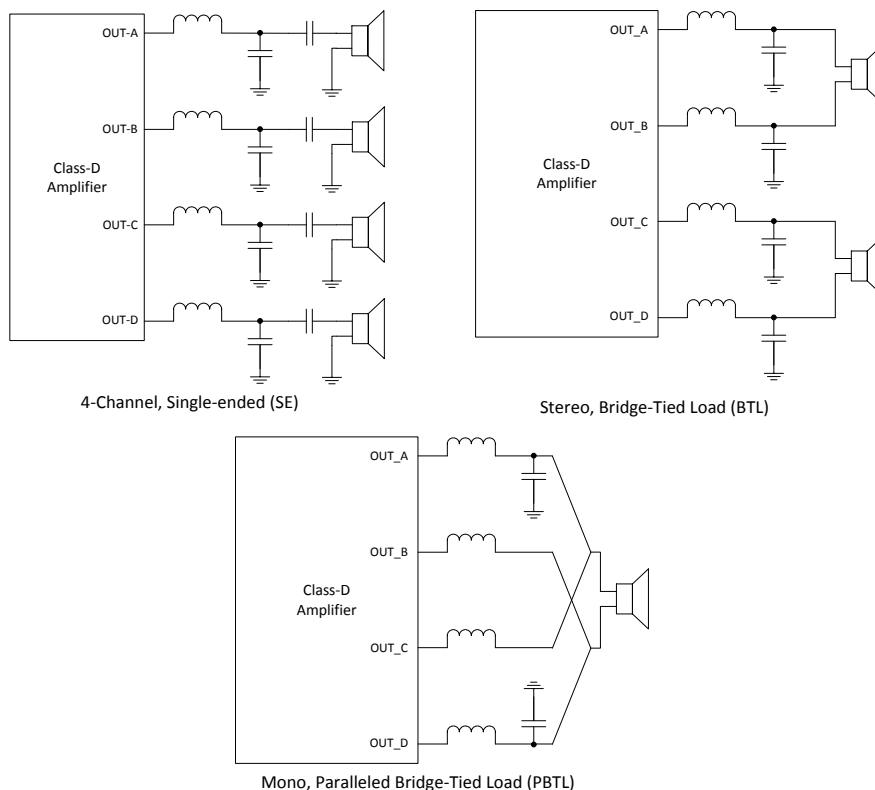 OUT-A
OUT-B
Class-D
Amplifier
OUT-C
OUT-D
4-Channel, Single-ended (SE)
OUT_A
OUT_B
Class-D
Amplifier
OUT_C
OUT_D
Stereo, Bridge-Tied Load (BTL)
OUT_A
OUT_B
Class-D
Amplifier
OUT_C
OUT_D
Mono, Paralleled Bridge-Tied Load (PBTL)